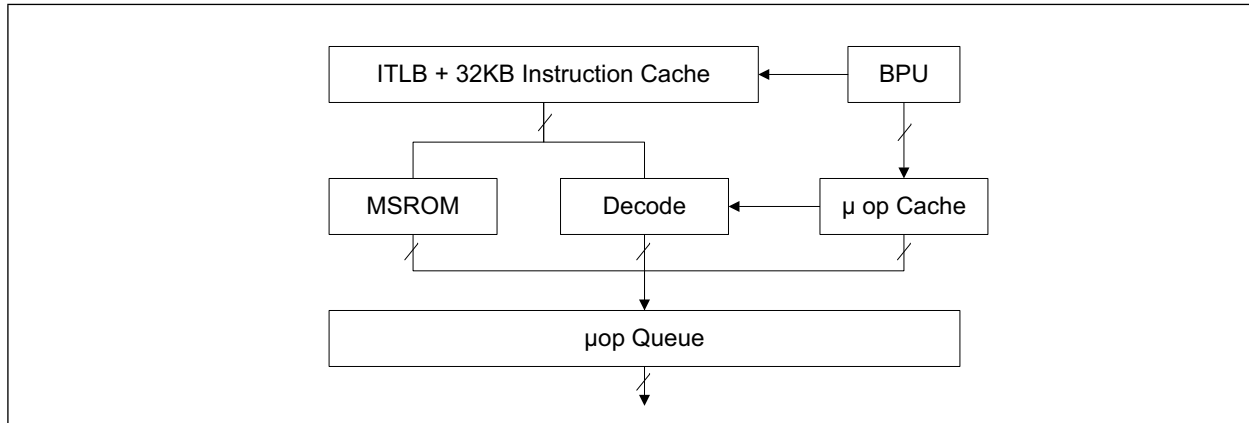 ITLB + 32KB Instruction Cache
BPU
MSROM
Decode
µ op Cache
µop Queue